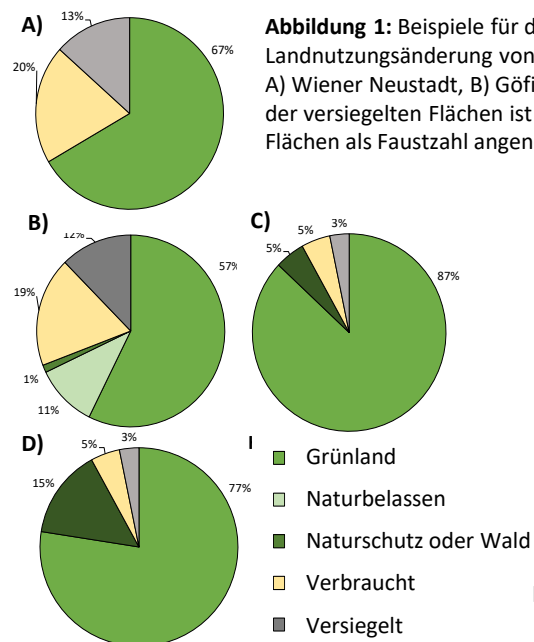 A)
13%
20%
67%
Abbildung 1: Beispiele für d
Landnutzungsänderung von
A) Wiener Neustadt, B) Göfi
der versiegelten Flächen ist
Flächen als Faustzahl angen
B)
12%
57%
19%
1%
11%
C)
5%
5%
3%
87%
D)
5%
3%
15%
77%
Grünland
Naturbelassen
Naturschutz oder Wald
Verbraucht
Versiegelt